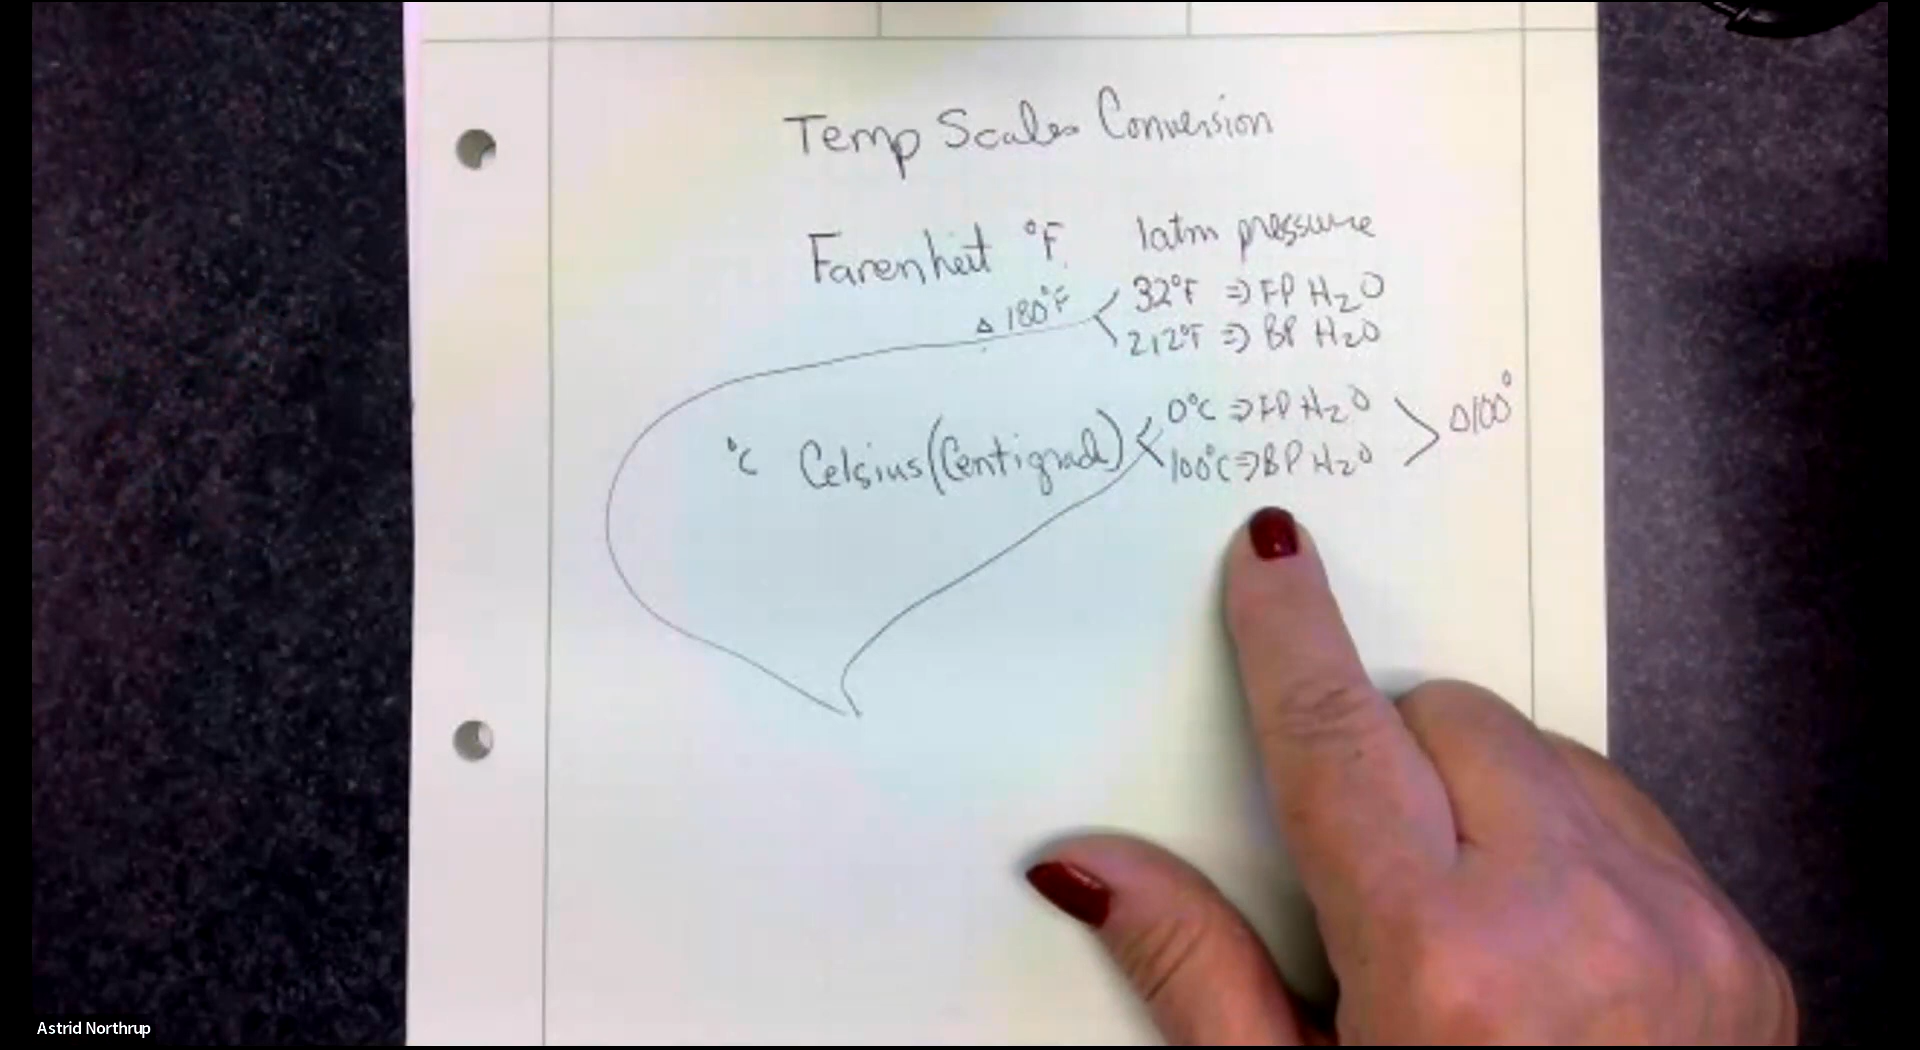 Temp Scales Conversion
Farenheit °F 1atm pressure
Δ 180°F < 32°F ⇒ FP H₂O
212°F ⇒ BP H₂O
°C Celsius (Centigrade) < 0°C ⇒ FP H₂O > Δ100°
100°C ⇒ BP H₂O
Astrid Northrup